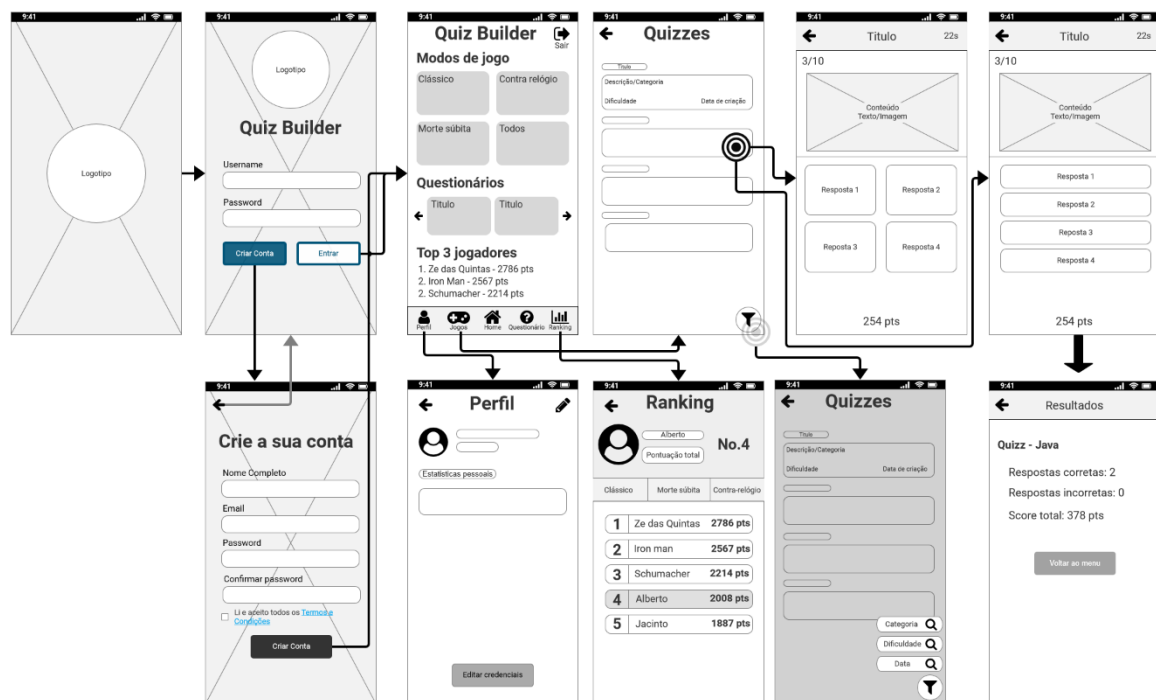 9:41
Logotipo
9:41
Logotipo
Quiz Builder
Username
Password
Criar Conta
Entrar
9:41
Quiz Builder
Sair
Modos de jogo
Clássico
Contra relógio
Morte súbita
Todos
Questionários
Titulo
Titulo
Top 3 jogadores
1. Ze das Quintas - 2786 pts
2. Iron Man - 2567 pts
2. Schumacher - 2214 pts
Perfil
Jogos
Home
Questionário
Ranking
9:41
Quizzes
Titulo
Descrição/Categoria
Dificuldade
Data de criação
9:41
Titulo
22s
3/10
Conteúdo
Texto/Imagem
Resposta 1
Resposta 2
Reposta 3
Resposta 4
254 pts
9:41
Titulo
22s
3/10
Conteúdo
Texto/Imagem
Resposta 1
Resposta 2
Reposta 3
Resposta 4
254 pts
9:41
Crie a sua conta
Nome Completo
Email
Password
Confirmar password
Li e aceito todos os Termos e
Condições
Criar Conta
9:41
Perfil
Estatísticas pessoais
Editar credenciais
9:41
Ranking
Alberto
Pontuação total
No.4
Clássico
Morte súbita
Contra-relógio
1 Ze das Quintas 2786 pts
2 Iron man 2567 pts
3 Schumacher 2214 pts
4 Alberto 2008 pts
5 Jacinto 1887 pts
9:41
Quizzes
Titulo
Descrição/Categoria
Dificuldade
Data de criação
Categoria
Dificuldade
Data
9:41
Resultados
Quizz - Java
Respostas corretas: 2
Respostas incorretas: 0
Score total: 378 pts
Voltar ao menu